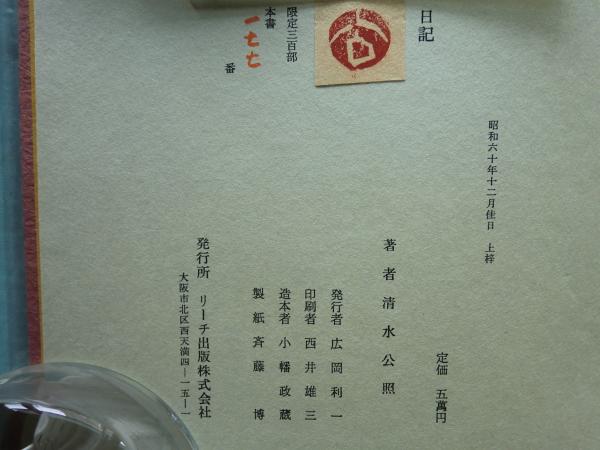 日記
限定三百部
本書
一七七
番
昭和六十年十二月佳日 上梓
定価 五萬円
著者 清水公照
発行者 広岡利一
印刷者 西井雄三
造本者 小幡政蔵
製紙 斉藤博
発行所 リーチ出版株式会社
大阪市北区西天満四―一五―一